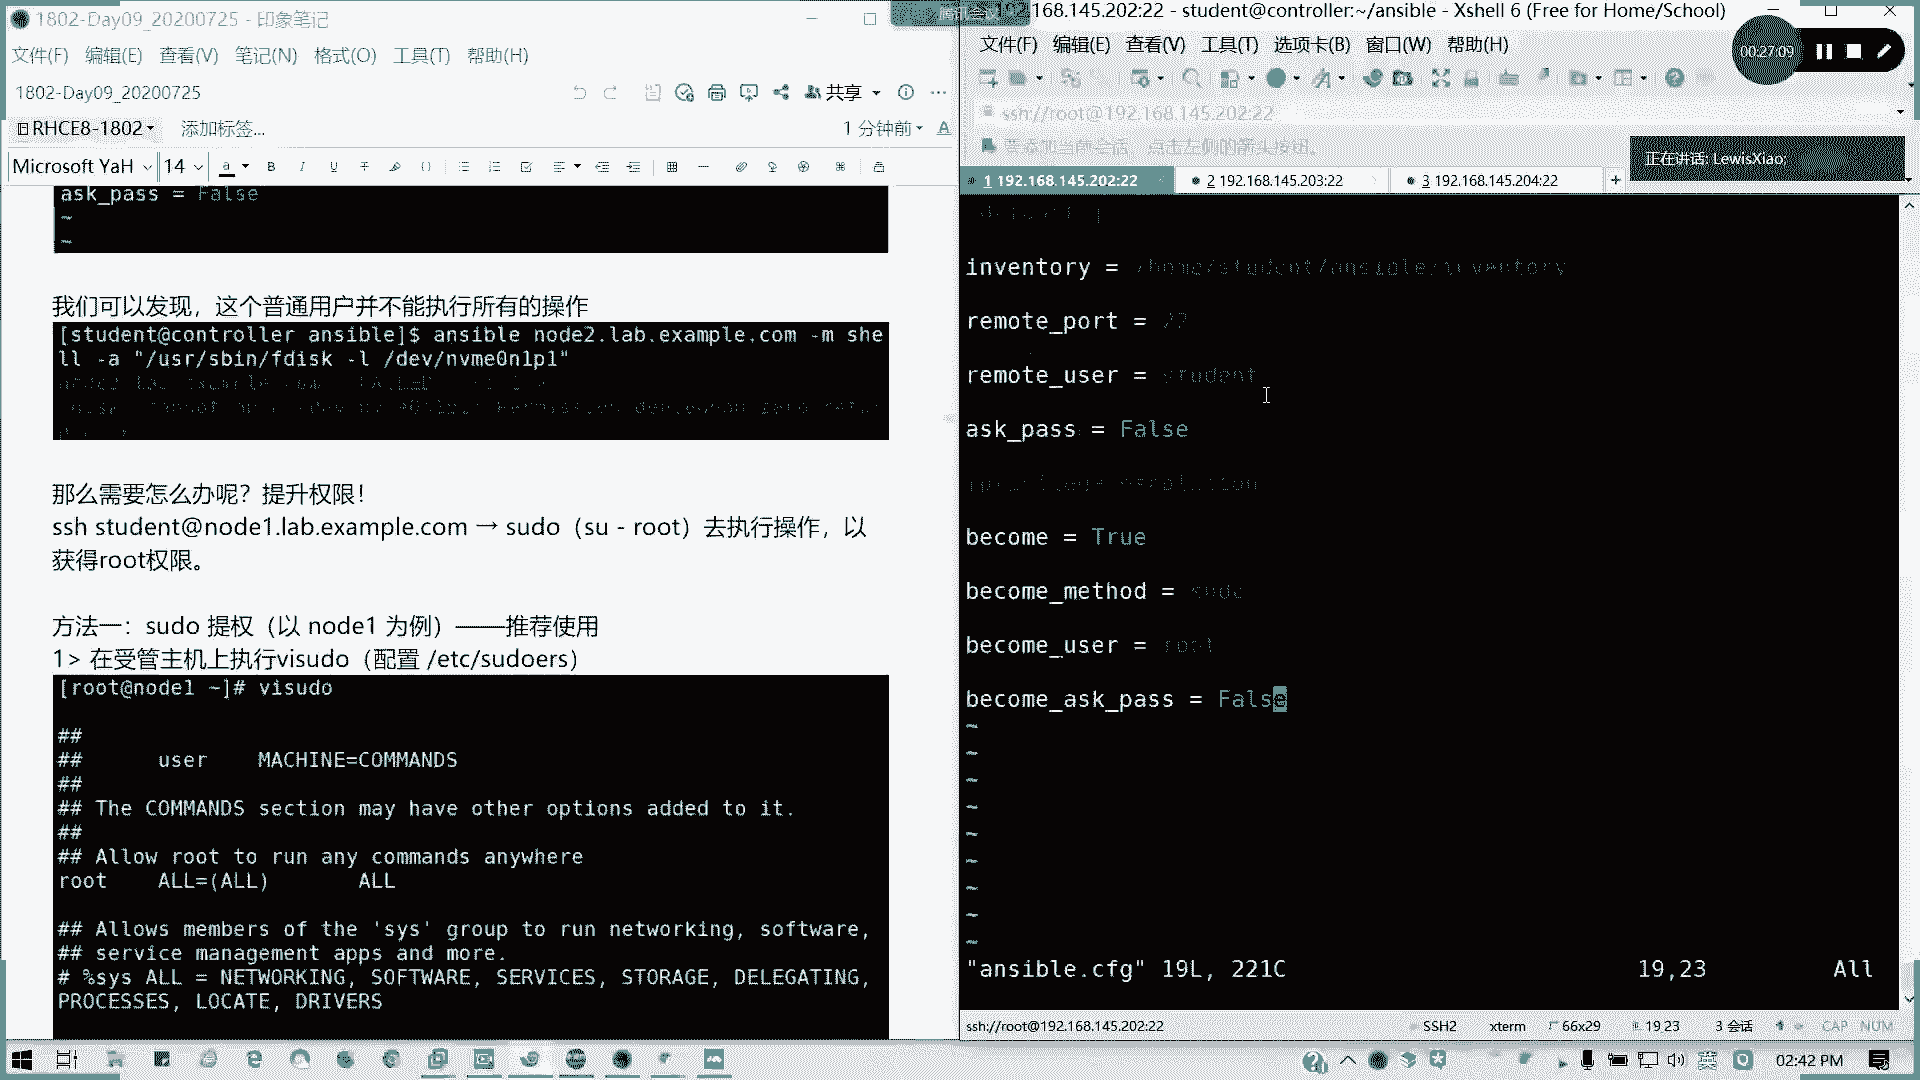 1802-Day09_20200725 - 印象笔记
文件(F) 编辑(E) 查看(V) 笔记(N) 格式(O) 工具(T) 帮助(H)
1802-Day09_20200725
共享
RHCE8-1802
添加标签...
1 分钟前
Microsoft YaH
14
ask_pass = False
~
~
我们可以发现，这个普通用户并不能执行所有的操作
[student@controller ansible]$ ansible node2.lab.example.com -m she
ll -a "/usr/sbin/fdisk -l /dev/nvme0n1p1"
那么需要怎么办呢？提升权限！
ssh student@node1.lab.example.com → sudo（su - root）去执行操作，以
获得root权限。
方法一：sudo 提权（以 node1 为例）——推荐使用
1> 在受管主机上执行visudo（配置 /etc/sudoers）
[root@node1 ~]# visudo
##
## user MACHINE=COMMANDS
##
## The COMMANDS section may have other options added to it.
##
## Allow root to run any commands anywhere
root ALL=(ALL) ALL
## Allows members of the 'sys' group to run networking, software,
## service management apps and more.
# %sys ALL = NETWORKING, SOFTWARE, SERVICES, STORAGE, DELEGATING,
PROCESSES, LOCATE, DRIVERS
168.145.202:22 - student@controller:~/ansible - Xshell 6 (Free for Home/School)
文件(F) 编辑(E) 查看(V) 工具(T) 选项卡(B) 窗口(W) 帮助(H)
00:27:09
ssh://root@192.168.145.202:22
正在讲话: LewisXiao;
1 192.168.145.202:22
2 192.168.145.203:22
3 192.168.145.204:22
inventory = /home/student/ansible/inventory
remote_port = 22
remote_user = student
ask_pass = False
become = True
become_method = sudo
become_user = root
become_ask_pass = False
~
~
~
~
~
~
~
~
~
"ansible.cfg" 19L, 221C 19,23 All
ssh://root@192.168.145.202:22 SSH2 xterm 66x29 19,23 3 会话 CAP NUM
英
02:42 PM